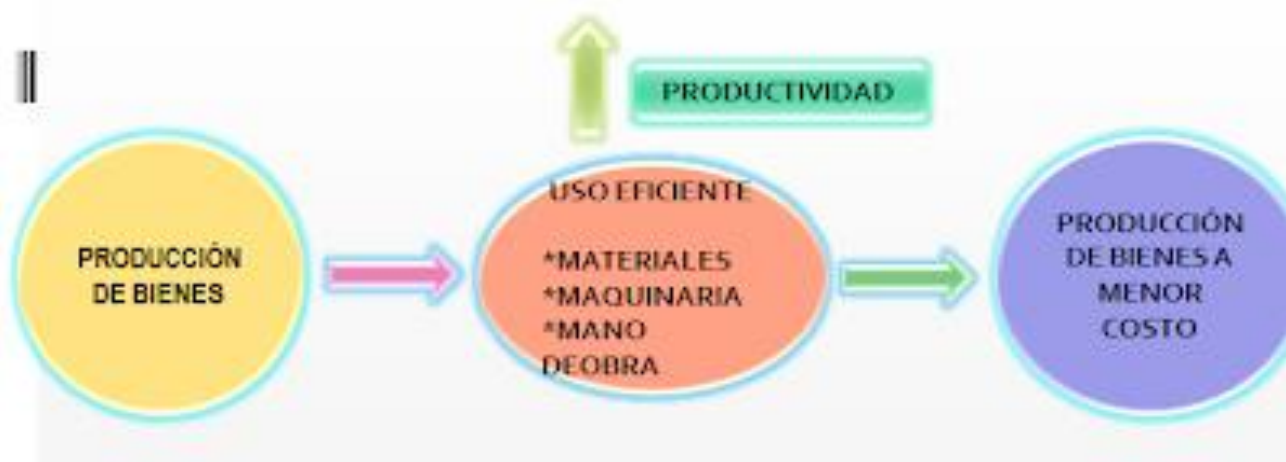 PRODUCTIVIDAD
PRODUCCIÓN
DE BIENES
USO EFICIENTE
*MATERIALES
*MAQUINARIA
*MANO
DEOBRA
PRODUCCIÓN
DE BIENES A
MENOR
COSTO